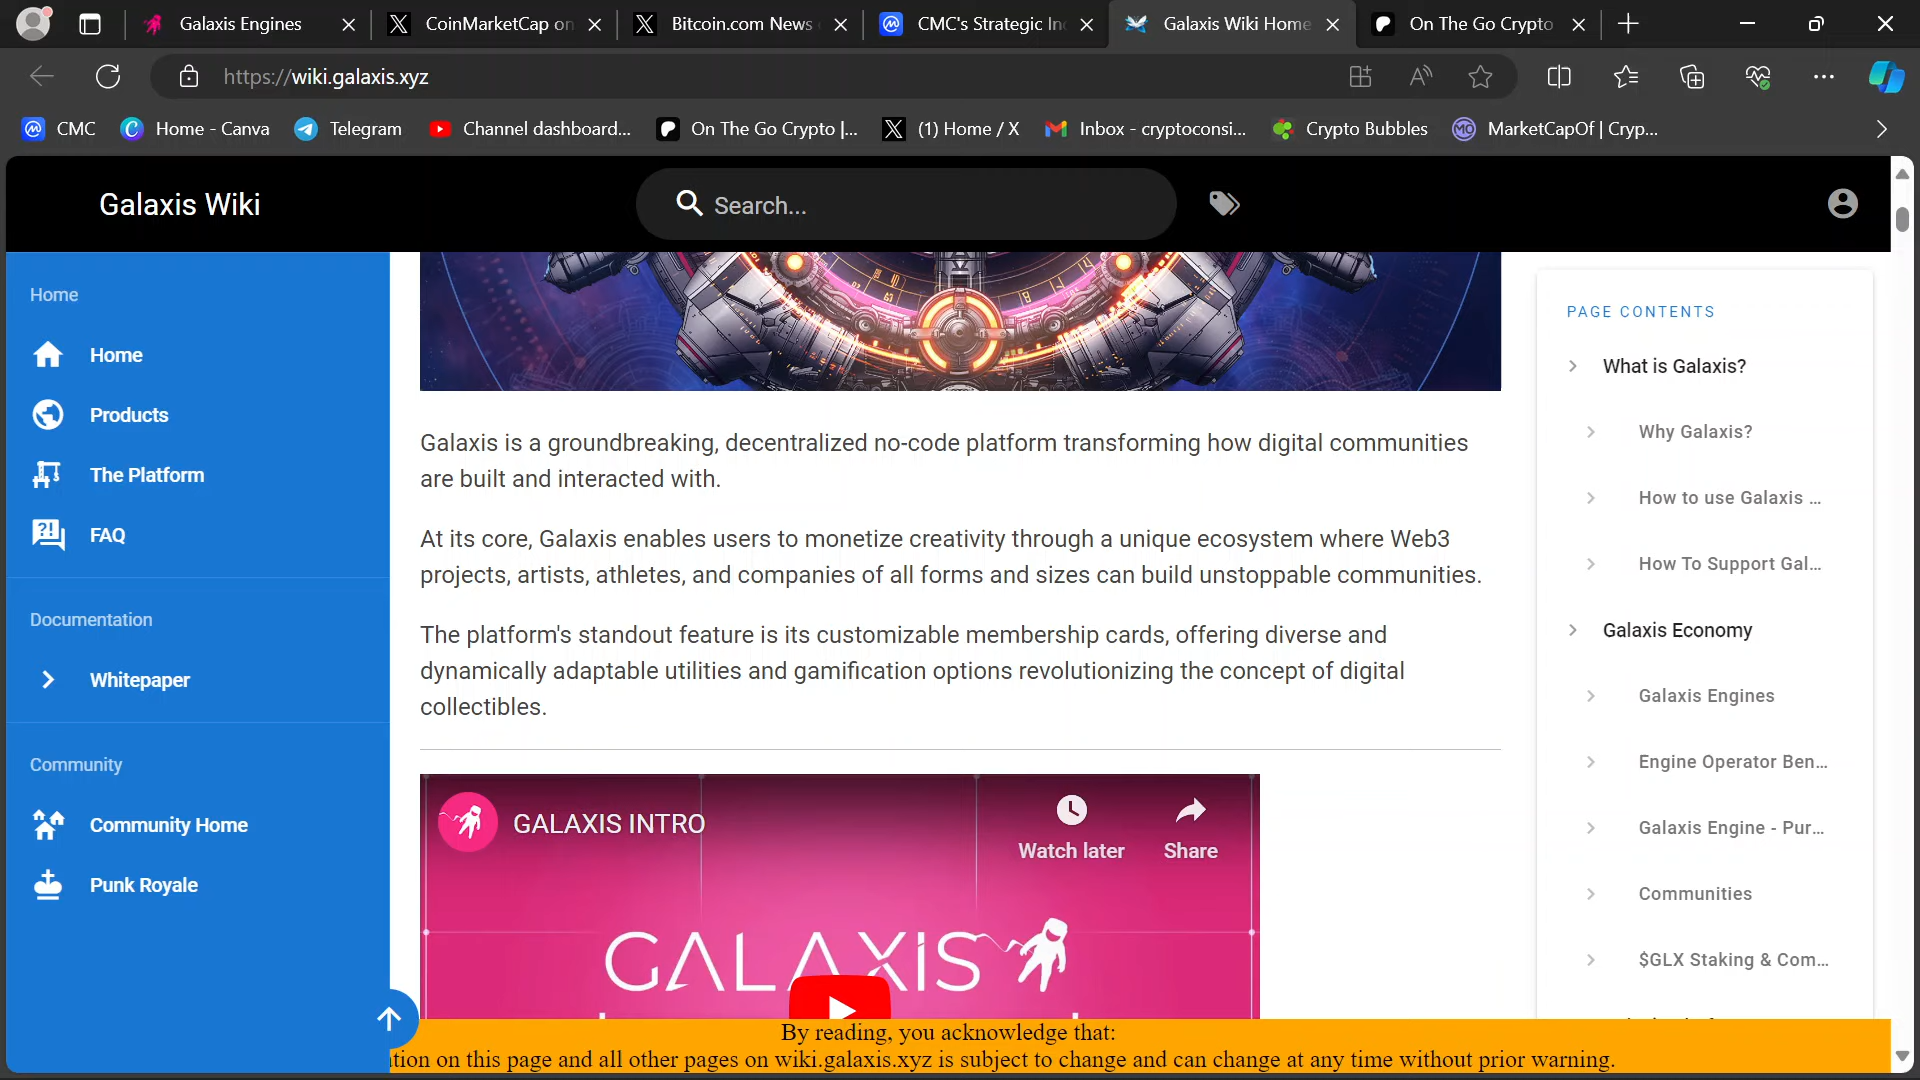 Galaxis Engines
CoinMarketCap on
Bitcoin.com News
CMC's Strategic In
Galaxis Wiki Home
On The Go Crypto
https://wiki.galaxis.xyz
CMC
Home - Canva
Telegram
Channel dashboard...
On The Go Crypto |...
(1) Home / X
Inbox - cryptoconsi...
Crypto Bubbles
MarketCapOf | Cryp...
Galaxis Wiki
Search...
Home
Home
Products
The Platform
FAQ
Documentation
Whitepaper
Community
Community Home
Punk Royale
Galaxis is a groundbreaking, decentralized no-code platform transforming how digital communities
are built and interacted with.
At its core, Galaxis enables users to monetize creativity through a unique ecosystem where Web3
projects, artists, athletes, and companies of all forms and sizes can build unstoppable communities.
The platform's standout feature is its customizable membership cards, offering diverse and
dynamically adaptable utilities and gamification options revolutionizing the concept of digital
collectibles.
GALAXIS INTRO
Watch later
Share
GALAXIS
PAGE CONTENTS
What is Galaxis?
Why Galaxis?
How to use Galaxis ...
How To Support Gal...
Galaxis Economy
Galaxis Engines
Engine Operator Ben...
Galaxis Engine - Pur...
Communities
$GLX Staking & Com...
By reading, you acknowledge that:
tion on this page and all other pages on wiki.galaxis.xyz is subject to change and can change at any time without prior warning.